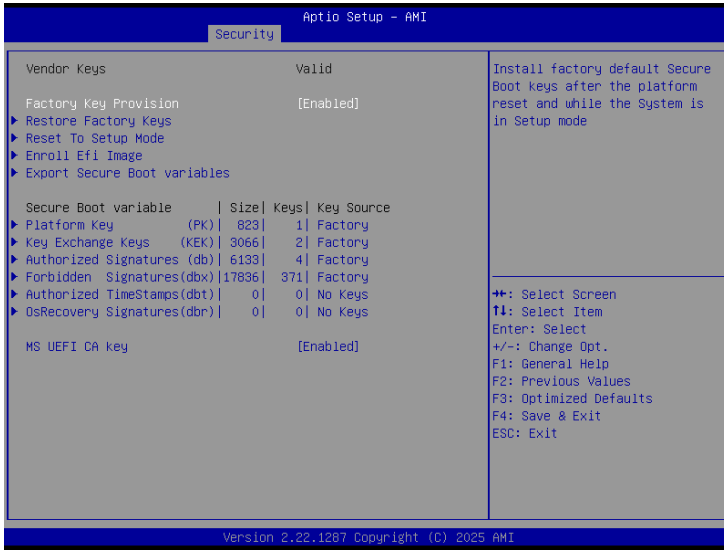 Aptio Setup – AMI
Security
Vendor Keys Valid
Factory Key Provision [Enabled]
Restore Factory Keys
Reset To Setup Mode
Enroll Efi Image
Export Secure Boot variables
Secure Boot variable | Size| Keys| Key Source
Platform Key (PK)| 823| 1| Factory
Key Exchange Keys (KEK)| 3066| 2| Factory
Authorized Signatures (db)| 6133| 4| Factory
Forbidden Signatures(dbx)|17836| 371| Factory
Authorized TimeStamps(dbt)| 0| 0| No Keys
OsRecovery Signatures(dbr)| 0| 0| No Keys
MS UEFI CA key [Enabled]
Install factory default Secure
Boot keys after the platform
reset and while the System is
in Setup mode
→←: Select Screen
↑↓: Select Item
Enter: Select
+/-: Change Opt.
F1: General Help
F2: Previous Values
F3: Optimized Defaults
F4: Save & Exit
ESC: Exit
Version 2.22.1287 Copyright (C) 2025 AMI